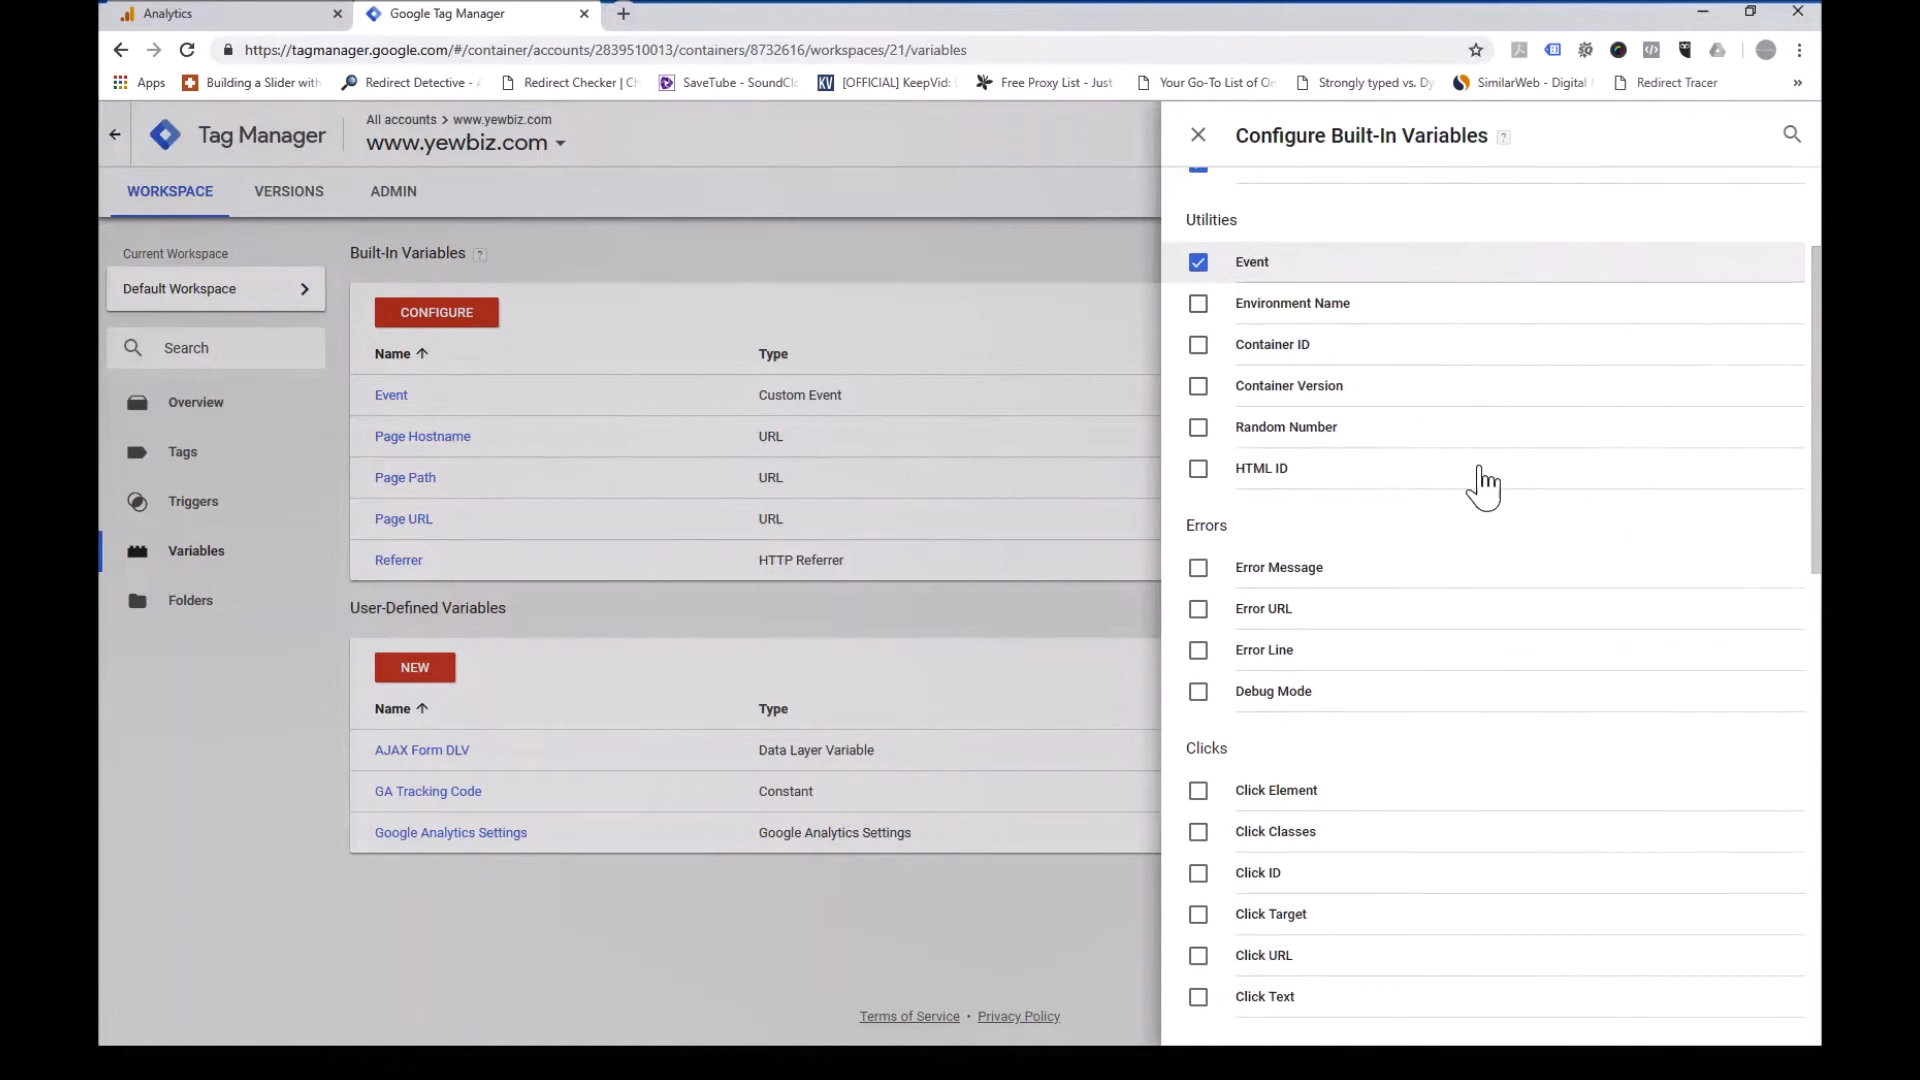 Analytics
Google Tag Manager
https://tagmanager.google.com/#/container/accounts/2839510013/containers/8732616/workspaces/21/variables
Apps
Building a Slider with
Redirect Detective -
Redirect Checker | Ch
SaveTube - SoundClo
KV
[OFFICIAL] KeepVid:
Free Proxy List - Just
Your Go-To List of On
Strongly typed vs. Dy
SimilarWeb - Digital
Redirect Tracer
»
Tag Manager
All accounts > www.yewbiz.com
www.yewbiz.com
WORKSPACE
VERSIONS
ADMIN
Current Workspace
Default Workspace
Search
Overview
Tags
Triggers
Variables
Folders
Built-In Variables ?
CONFIGURE
Name
Type
Event
Custom Event
Page Hostname
URL
Page Path
URL
Page URL
URL
Referrer
HTTP Referrer
User-Defined Variables
NEW
Name
Type
AJAX Form DLV
Data Layer Variable
GA Tracking Code
Constant
Google Analytics Settings
Google Analytics Settings
Terms of Service • Privacy Policy
Configure Built-In Variables ?
Utilities
Event
Environment Name
Container ID
Container Version
Random Number
HTML ID
Errors
Error Message
Error URL
Error Line
Debug Mode
Clicks
Click Element
Click Classes
Click ID
Click Target
Click URL
Click Text